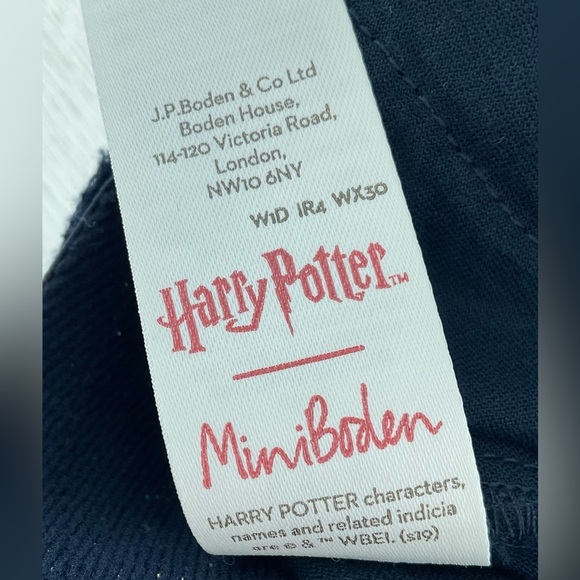 J.P.Boden & Co Ltd
Boden House,
114-120 Victoria Road,
London,
NW10 6NY
W1D IR4 WX30
Harry Potter™
MiniBoden
HARRY POTTER characters,
names and related indicia
are © & ™ WBEI. (s19)